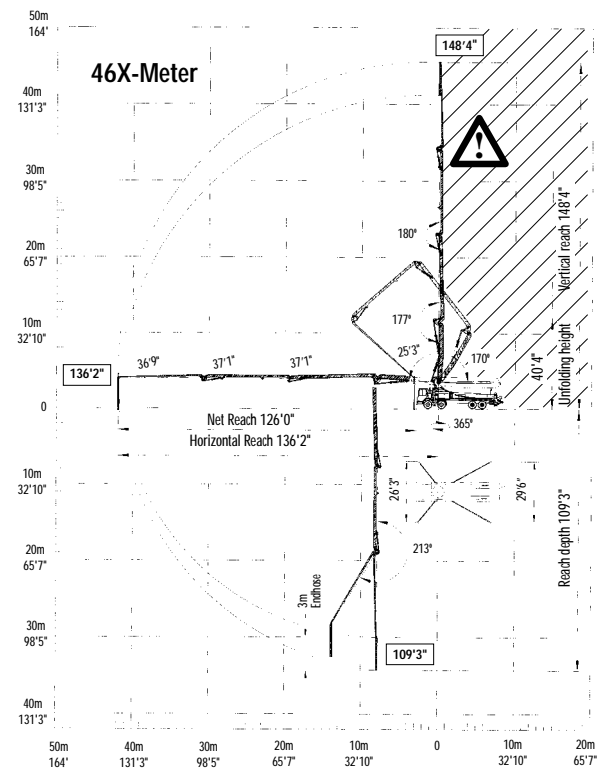 50m
164'
148'4"
46X-Meter
40m
131'3"
30m
98'5"
180°
20m
65'7"
Vertical reach 148'4"
177°
10m
32'10"
25'3"
170°
40'4"
Unfolding height
136'2"
36'9"
37'1"
37'1"
0
365°
Net Reach 126'0"
Horizontal Reach 136'2"
10m
32'10"
26'3"
29'6"
Reach depth 109'3"
20m
65'7"
213°
3m
Endhose
30m
98'5"
109'3"
40m
131'3"
50m 40m 30m 20m 10m 0 10m 20m
164' 131'3" 98'5" 65'7" 32'10" 32'10" 65'7"